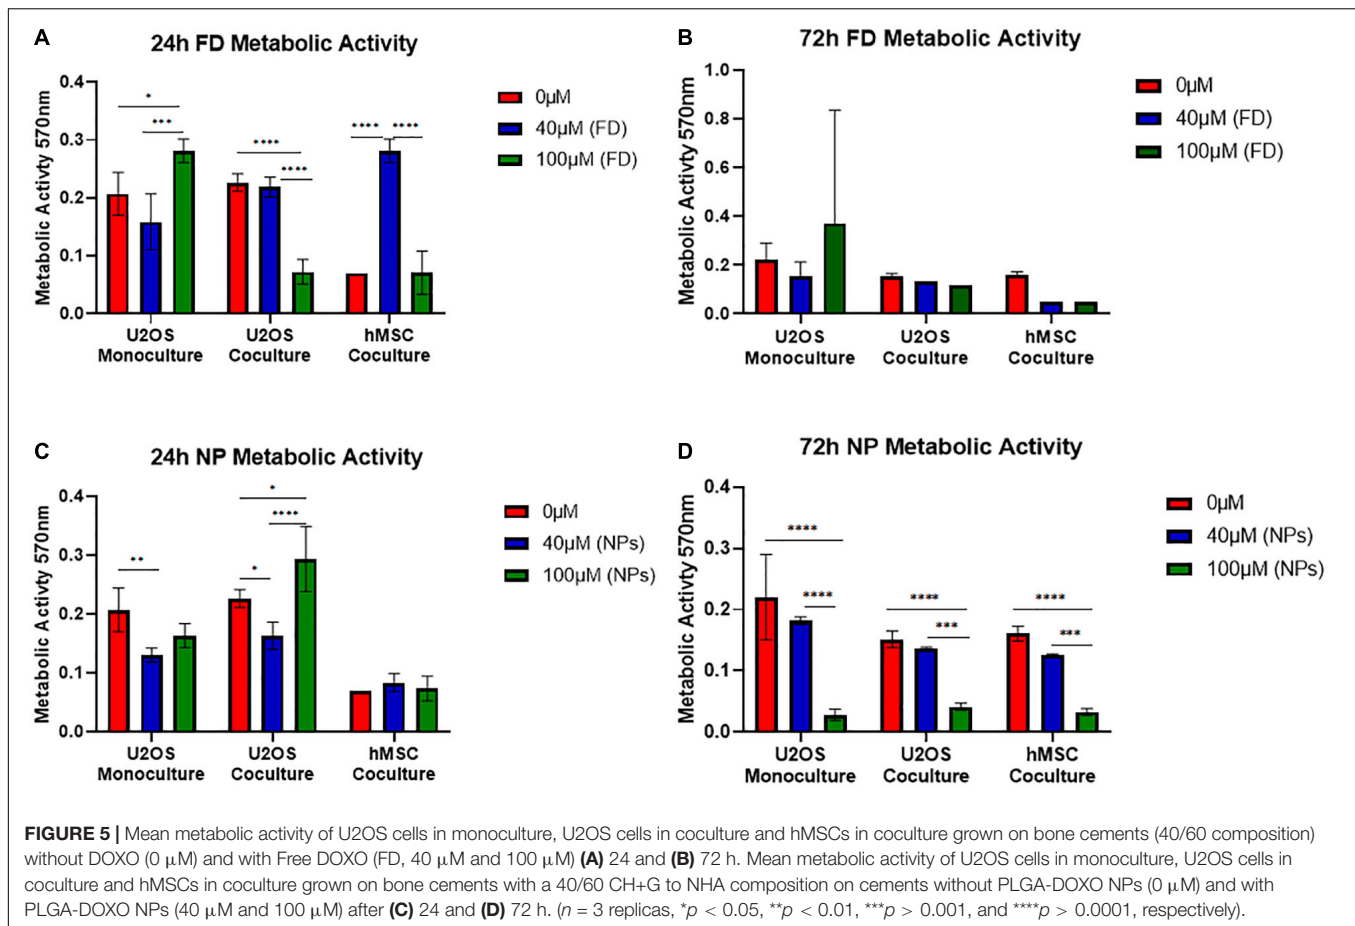 A
24h FD Metabolic Activity
Metabolic Activity 570nm
0.4
0.3
0.2
0.1
0.0
*
***
****
****
****
****
U2OS
Monoculture
U2OS
Coculture
hMSC
Coculture
0µM
40µM (FD)
100µM (FD)
B
72h FD Metabolic Activity
Metabolic Activty 570nm
1.0
0.8
0.6
0.4
0.2
0.0
U2OS
Monoculture
U2OS
Coculture
hMSC
Coculture
0µM
40µM (FD)
100µM (FD)
C
24h NP Metabolic Activity
Metabolic Activty 570nm
0.4
0.3
0.2
0.1
0.0
**
*
****
*
U2OS
Monoculture
U2OS
Coculture
hMSC
Coculture
0µM
40µM (NPs)
100µM (NPs)
D
72h NP Metabolic Activity
Metabolic Activty 570nm
0.4
0.3
0.2
0.1
0.0
****
****
****
***
****
***
U2OS
Monoculture
U2OS
Coculture
hMSC
Coculture
0µM
40µM (NPs)
100µM (NPs)
FIGURE 5 | Mean metabolic activity of U2OS cells in monoculture, U2OS cells in coculture and hMSCs in coculture grown on bone cements (40/60 composition)
without DOXO (0 µM) and with Free DOXO (FD, 40 µM and 100 µM) (A) 24 and (B) 72 h. Mean metabolic activity of U2OS cells in monoculture, U2OS cells in
coculture and hMSCs in coculture grown on bone cements with a 40/60 CH+G to NHA composition on cements without PLGA-DOXO NPs (0 µM) and with
PLGA-DOXO NPs (40 µM and 100 µM) after (C) 24 and (D) 72 h. (n = 3 replicas, *p < 0.05, **p < 0.01, ***p > 0.001, and ****p > 0.0001, respectively).